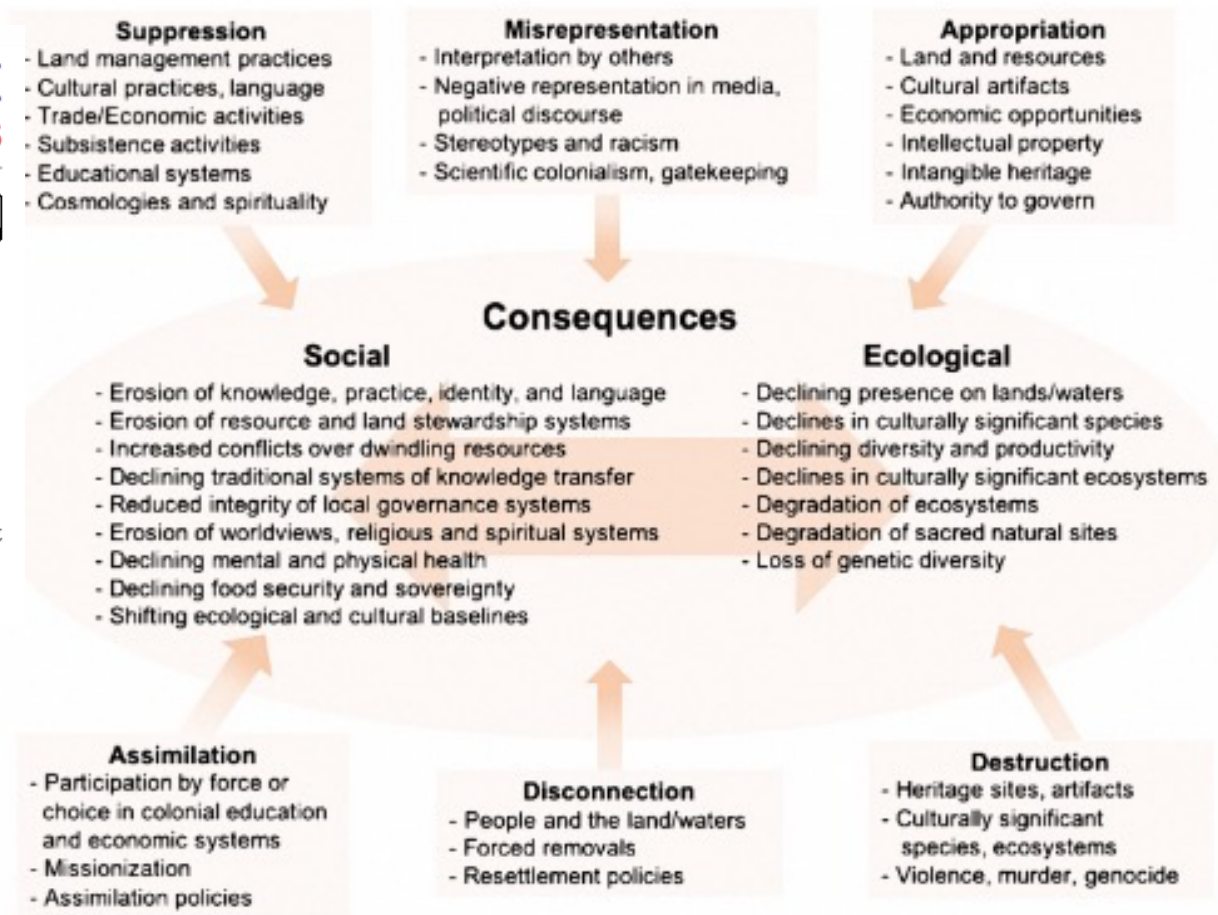 Suppression
- Land management practices
- Cultural practices, language
- Trade/Economic activities
- Subsistence activities
- Educational systems
- Cosmologies and spirituality
Misrepresentation
- Interpretation by others
- Negative representation in media,
political discourse
- Stereotypes and racism
- Scientific colonialism, gatekeeping
Appropriation
- Land and resources
- Cultural artifacts
- Economic opportunities
- Intellectual property
- Intangible heritage
- Authority to govern
Consequences
Social
- Erosion of knowledge, practice, identity, and language
- Erosion of resource and land stewardship systems
- Increased conflicts over dwindling resources
- Declining traditional systems of knowledge transfer
- Reduced integrity of local governance systems
- Erosion of worldviews, religious and spiritual systems
- Declining mental and physical health
- Declining food security and sovereignty
- Shifting ecological and cultural baselines
Ecological
- Declining presence on lands/waters
- Declines in culturally significant species
- Declining diversity and productivity
- Declines in culturally significant ecosystems
- Degradation of ecosystems
- Degradation of sacred natural sites
- Loss of genetic diversity
Assimilation
- Participation by force or
choice in colonial education
and economic systems
- Missionization
- Assimilation policies
Disconnection
- People and the land/waters
- Forced removals
- Resettlement policies
Destruction
- Heritage sites, artifacts
- Culturally significant
species, ecosystems
- Violence, murder, genocide